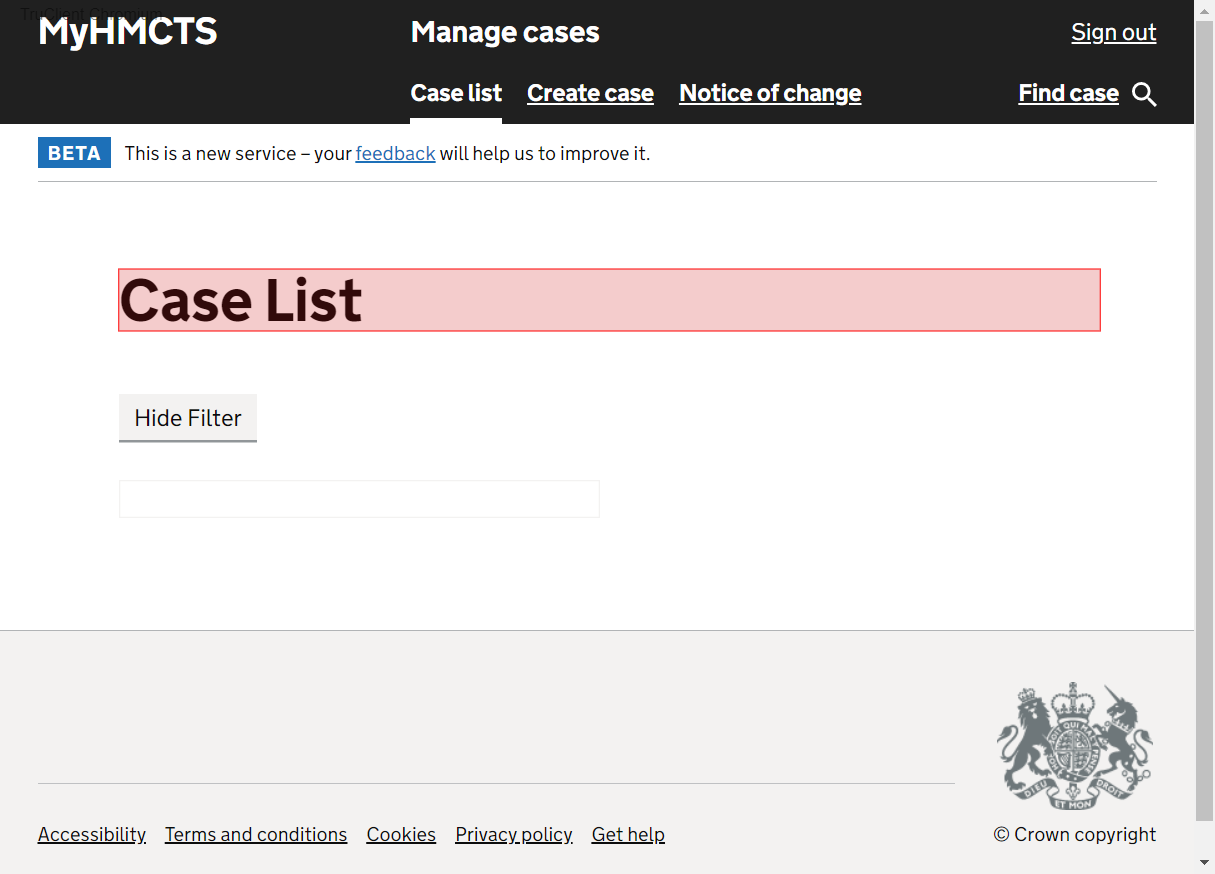 TruClient Chromium
MyHMCTS
Manage cases
Sign out
Case list Create case Notice of change Find case
BETA This is a new service – your feedback will help us to improve it.
Case List
Hide Filter
DIEU ET MON DROIT
Accessibility Terms and conditions Cookies Privacy policy Get help © Crown copyright